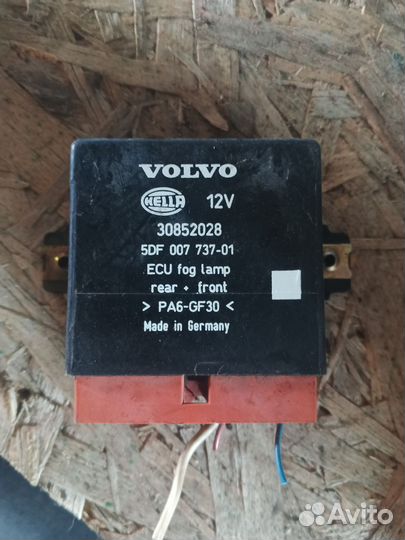 VOLVO
HELLA 12V
30852028
5DF 007 737-01
ECU fog lamp
rear + front
> PA6-GF30 <
Made in Germany
Avito